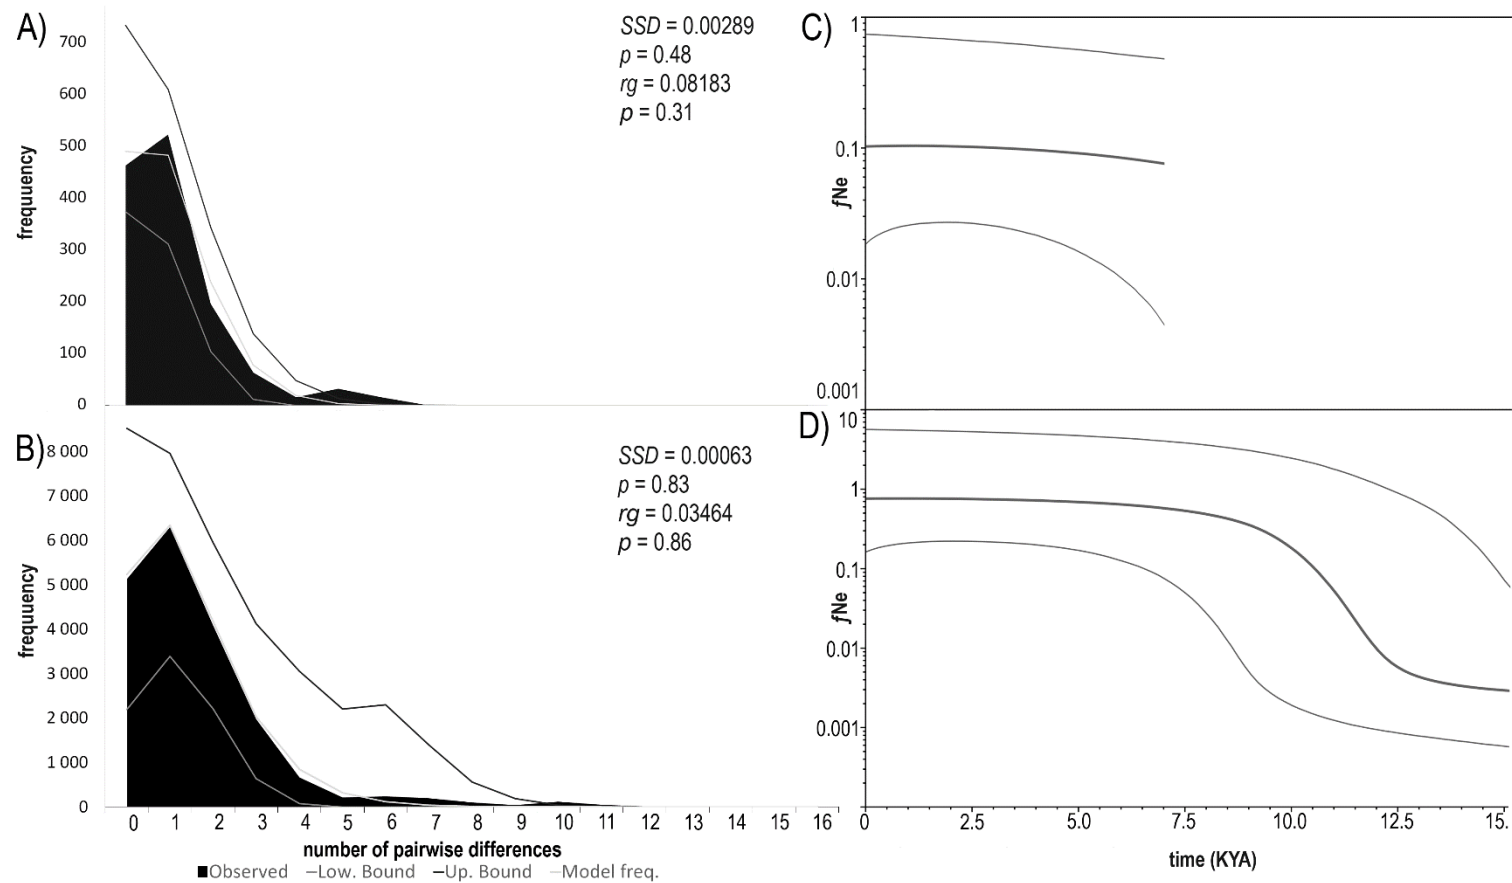 A)
SSD = 0.00289
p = 0.48
rg = 0.08183
p = 0.31
700
600
500
400
300
200
100
0
frequuency
B)
SSD = 0.00063
p = 0.83
rg = 0.03464
p = 0.86
8 000
7 000
6 000
5 000
4 000
3 000
2 000
1 000
0
frequuency
0 1 2 3 4 5 6 7 8 9 10 11 12 13 14 15 16
number of pairwise differences
Observed Low. Bound Up. Bound Model freq.
C)
1
0.1
0.01
0.001
ƒNe
D)
10
1
0.1
0.01
0.001
ƒNe
0 2.5 5.0 7.5 10.0 12.5 15.
time (KYA)